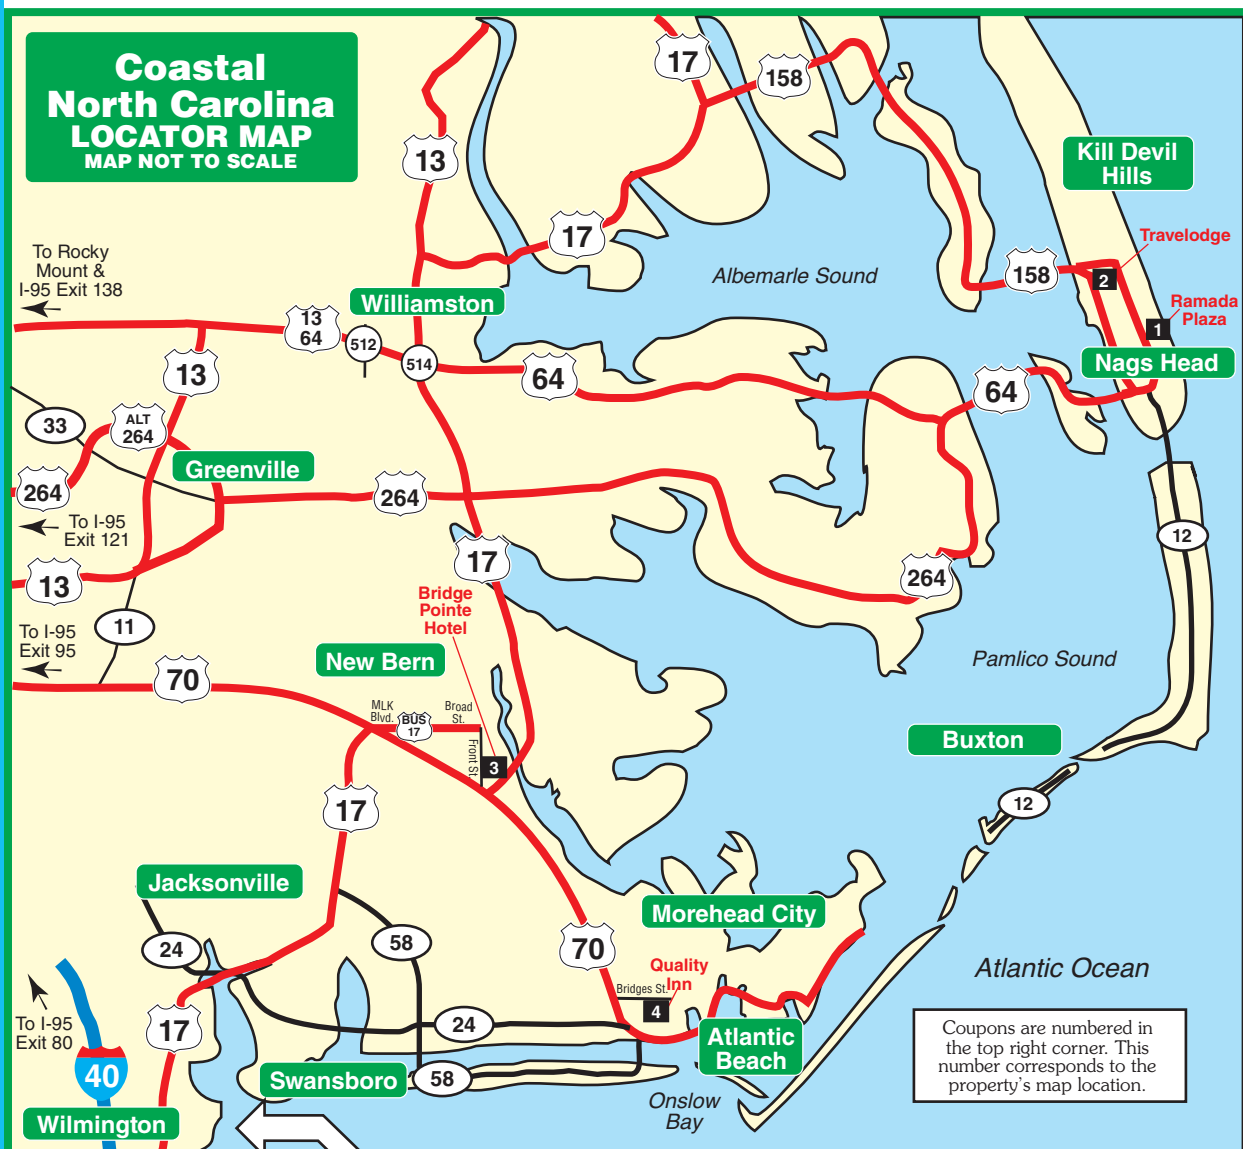 Coastal
North Carolina
LOCATOR MAP
MAP NOT TO SCALE
17
158
13
Kill Devil
Hills
To Rocky
Mount &
I-95 Exit 138
17
Travelodge
Albemarle Sound
158
2
Williamston
Ramada
Plaza
1
13
64
512
514
Nags Head
13
64
64
ALT
264
33
Greenville
264
264
To I-95
Exit 121
12
17
13
264
Bridge
Pointe
Hotel
11
To I-95
Exit 95
New Bern
Pamlico Sound
70
MLK
Blvd.
BUS
17
Broad
St.
Front St.
3
Buxton
17
12
Jacksonville
Morehead City
24
58
70
Quality
Inn
Bridges St.
4
Atlantic Ocean
To I-95
Exit 80
17
24
Atlantic
Beach
Coupons are numbered in
the top right corner. This
number corresponds to the
property's map location.
40
Swansboro
58
Onslow
Bay
Wilmington